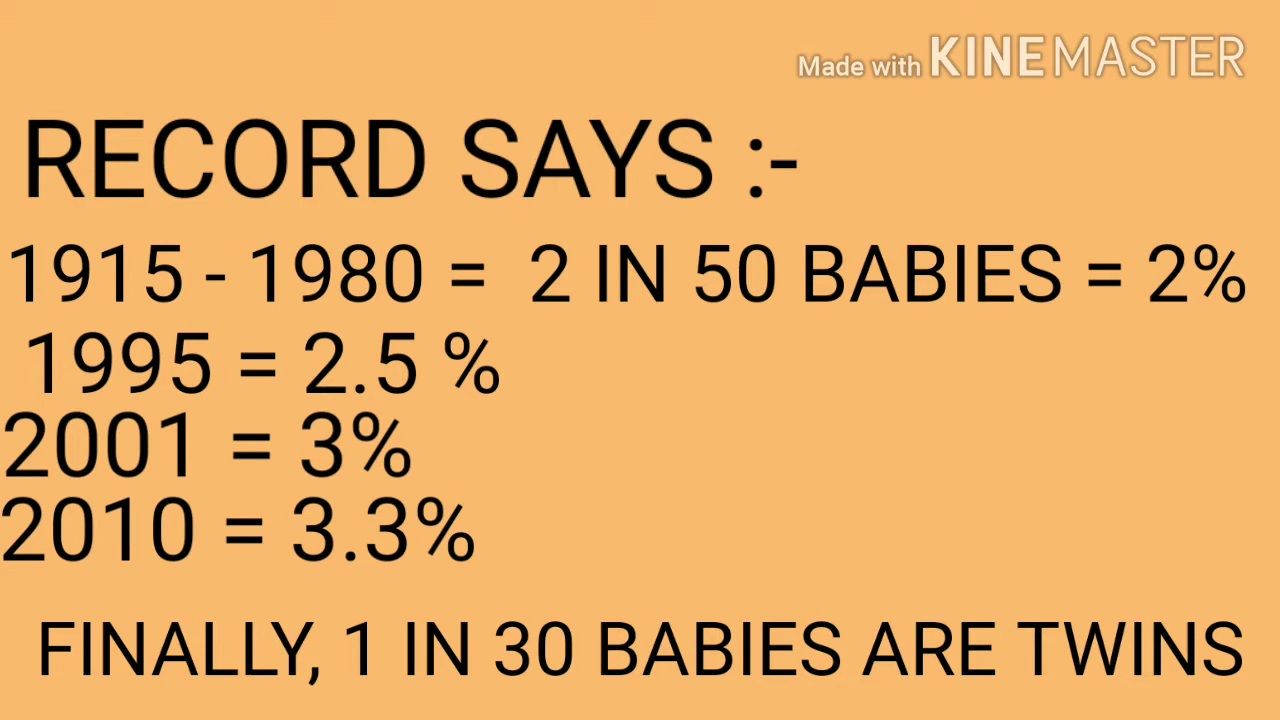 Made with KINEMASTER
RECORD SAYS :-
1915 - 1980 = 2 IN 50 BABIES = 2%
1995 = 2.5 %
2001 = 3%
2010 = 3.3%
FINALLY, 1 IN 30 BABIES ARE TWINS